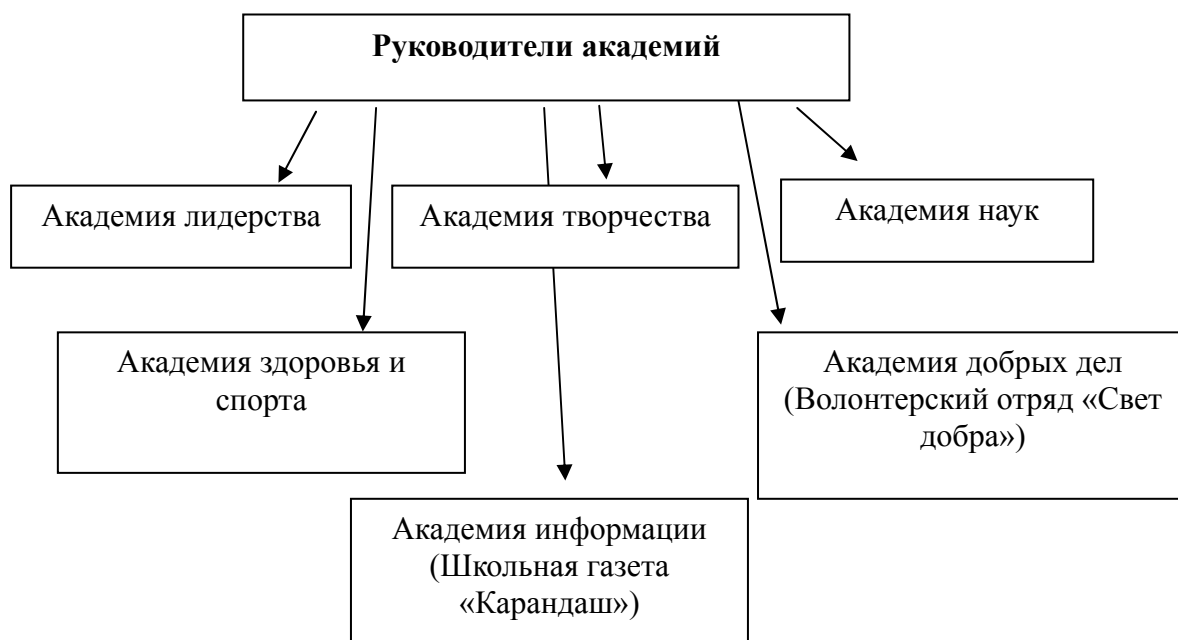 Руководители академий
Академия лидерства
Академия творчества
Академия наук
Академия здоровья и
спорта
Академия добрых дел
(Волонтерский отряд «Свет
добра»)
Академия информации
(Школьная газета
«Карандаш»)